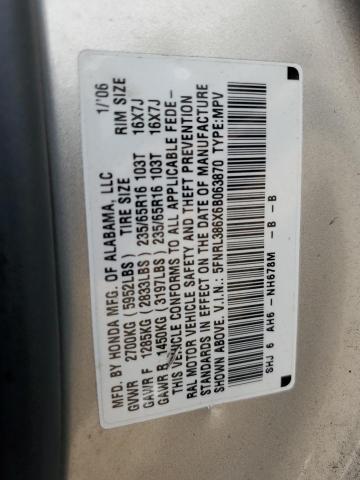 MFD. BY HONDA MFG. OF ALABAMA, LLC 1/'06
GVWR 2700KG (5952LBS) TIRE SIZE RIM SIZE
GAWR F 1285KG (2833LBS) 235/65R16 103T 16X7J
GAWR R 1450KG (3197LBS) 235/65R16 103T 16X7J
THIS VEHICLE CONFORMS TO ALL APPLICABLE FEDE-
RAL MOTOR VEHICLE SAFETY AND THEFT PREVENTION
STANDARDS IN EFFECT ON THE DATE OF MANUFACTURE
SHOWN ABOVE. V.I.N.: 5FNRL386X6B063870 TYPE:MPV
SHJ 6 AH6 -NH678M - B - B